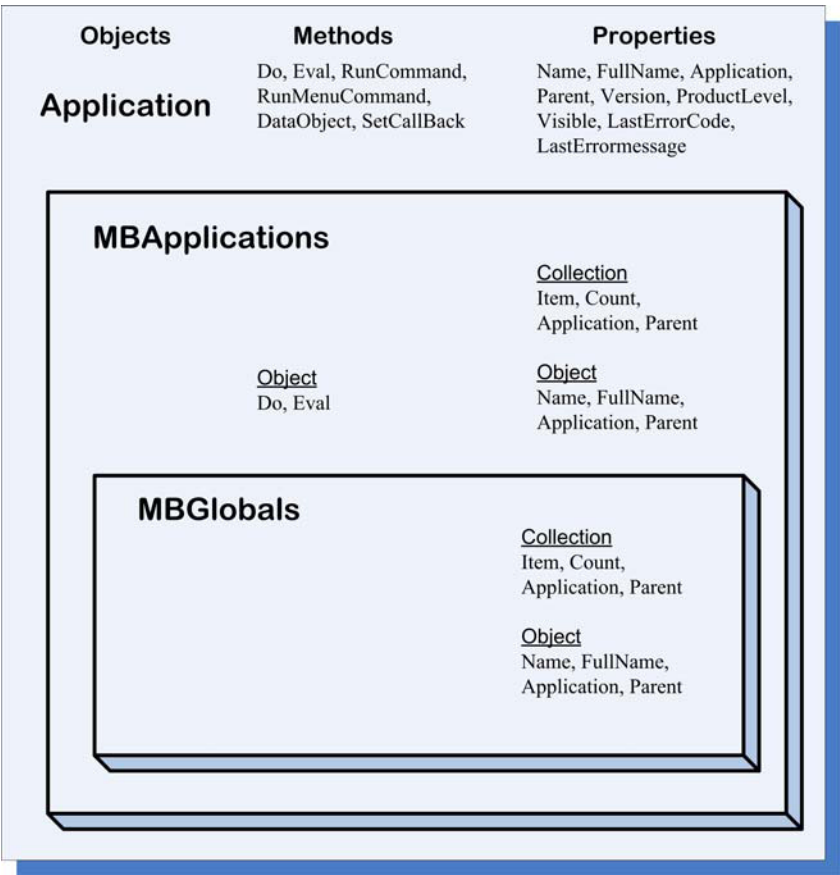 Objects Methods Properties
Application
Do, Eval, RunCommand,
RunMenuCommand,
DataObject, SetCallBack
Name, FullName, Application,
Parent, Version, ProductLevel,
Visible, LastErrorCode,
LastErrormessage
MBApplications
Collection
Item, Count,
Application, Parent
Object
Do, Eval
Object
Name, FullName,
Application, Parent
MBGlobals
Collection
Item, Count,
Application, Parent
Object
Name, FullName,
Application, Parent